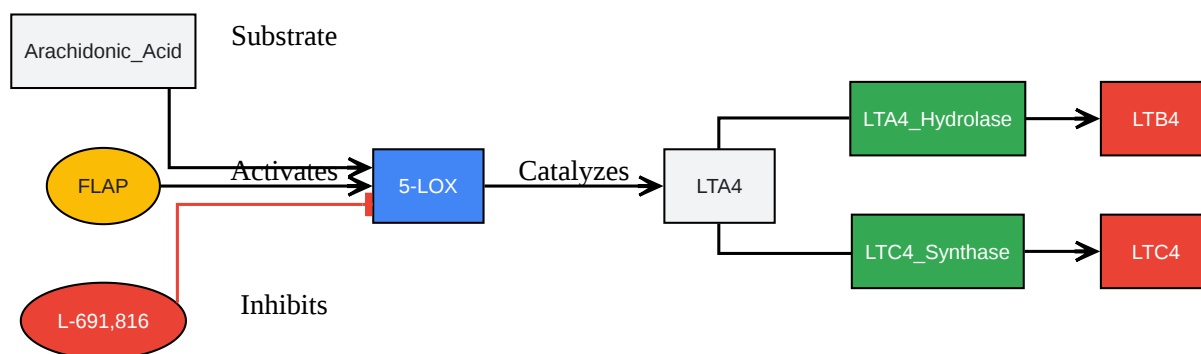 Substrate
Arachidonic_Acid
LTA4_Hydrolase
LTB4
Activates
Catalyzes
FLAP
5-LOX
LTA4
LTC4_Synthase
LTC4
Inhibits
L-691,816